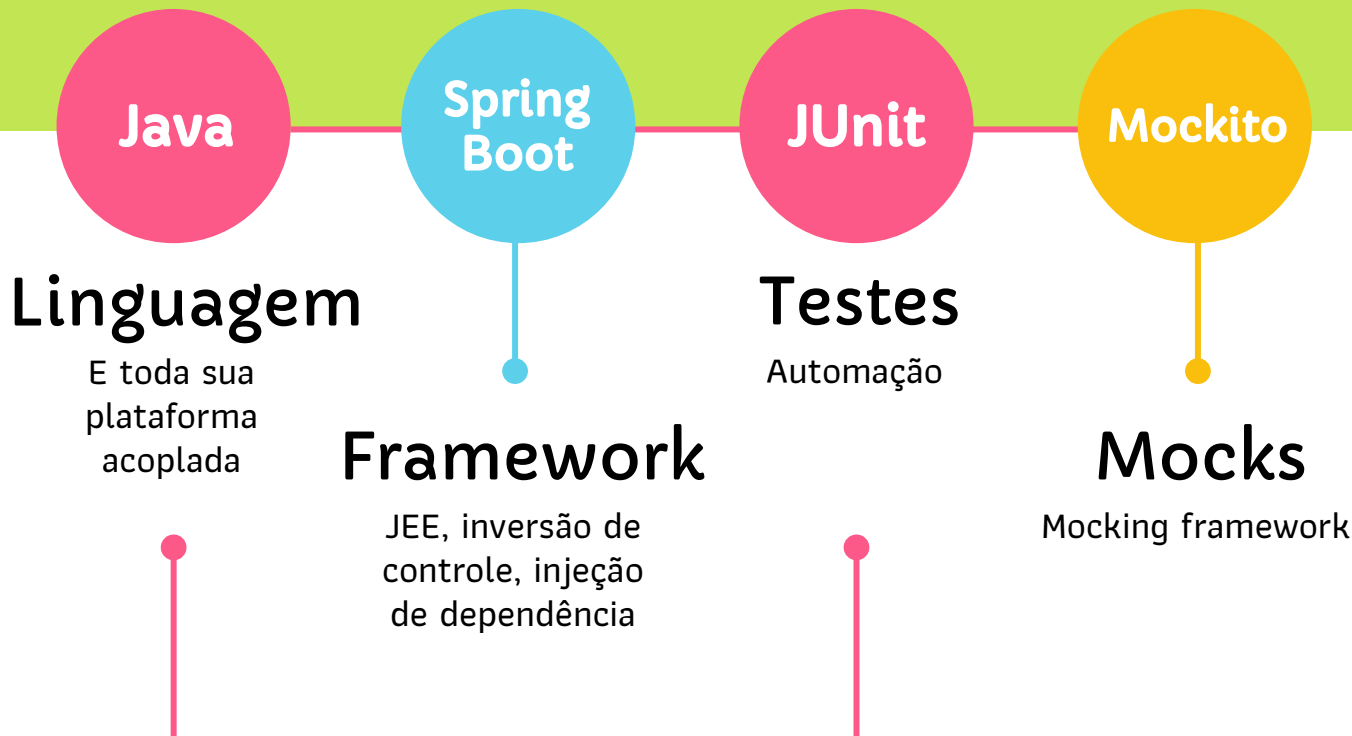 Java
Spring
Boot
JUnit
Mockito
Linguagem
E toda sua
plataforma
acoplada
Framework
JEE, inversão de
controle, injeção
de dependência
Testes
Automação
Mocks
Mocking framework